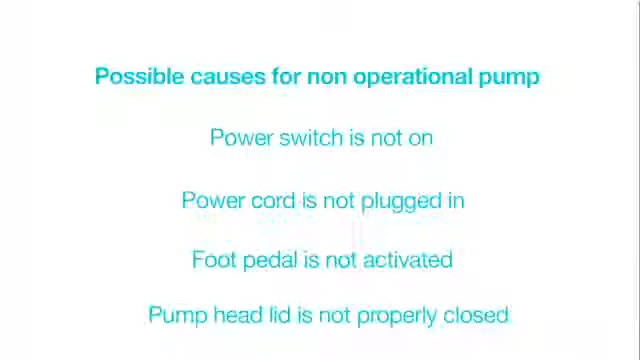 Possible causes for non operational pump
Power switch is not on
Power cord is not plugged in
Foot pedal is not activated
Pump head lid is not properly closed